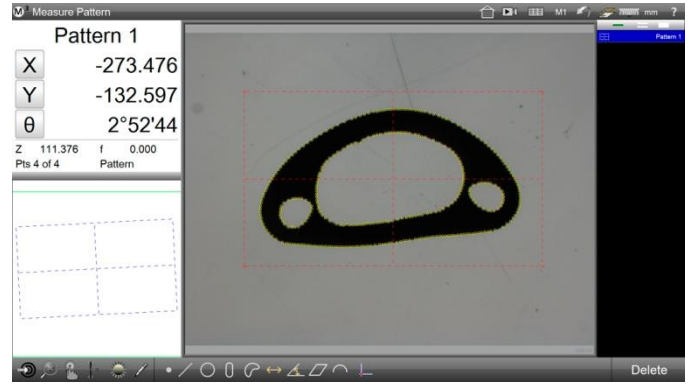 M³ Measure Pattern
M1
mm
?
Pattern 1
X -273.476
Y -132.597
θ 2°52'44
Z 111.376 f 0.000
Pts 4 of 4 Pattern
Pattern 1
Delete